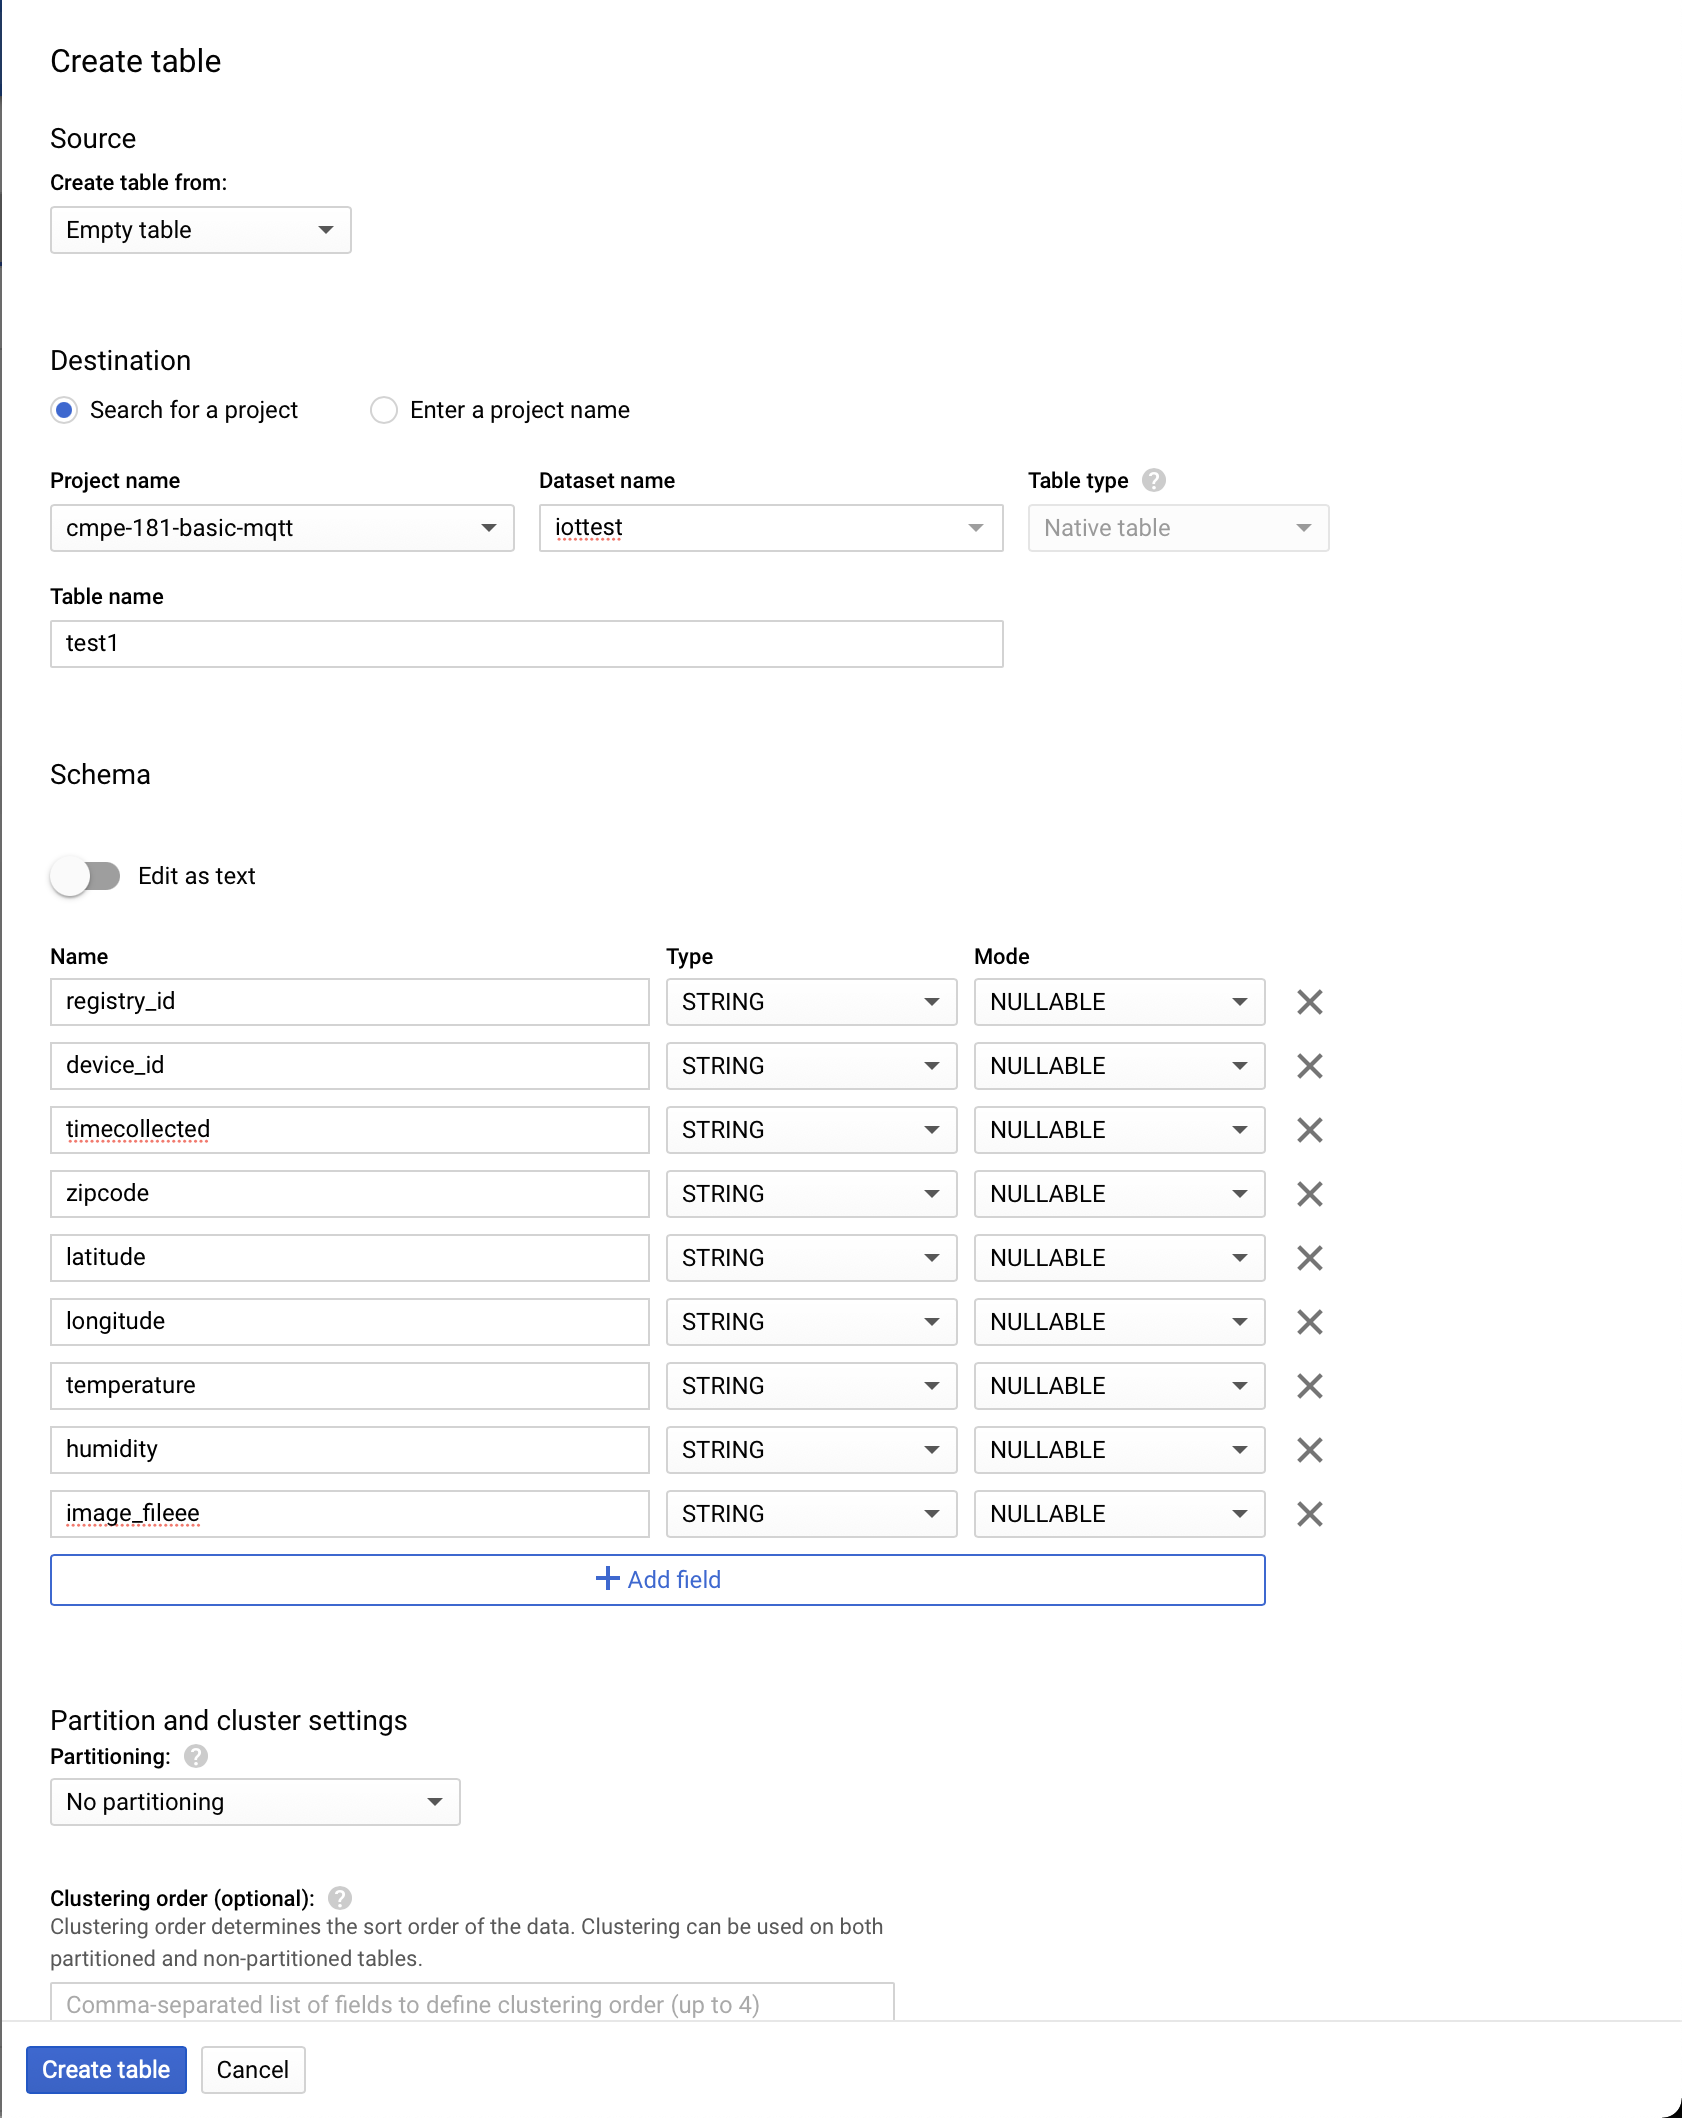 Create table
Source
Create table from:
Empty table
Destination
Search for a project Enter a project name
Project name Dataset name Table type ?
cmpe-181-basic-mqtt iottest Native table
Table name
test1
Schema
Edit as text
Name Type Mode
registry_id STRING NULLABLE
device_id STRING NULLABLE
timecollected STRING NULLABLE
zipcode STRING NULLABLE
latitude STRING NULLABLE
longitude STRING NULLABLE
temperature STRING NULLABLE
humidity STRING NULLABLE
image_fileee STRING NULLABLE
+ Add field
Partition and cluster settings
Partitioning: ?
No partitioning
Clustering order (optional): ?
Clustering order determines the sort order of the data. Clustering can be used on both
partitioned and non-partitioned tables.
Comma-separated list of fields to define clustering order (up to 4)
Create table Cancel